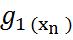 g₁ (xₙ)